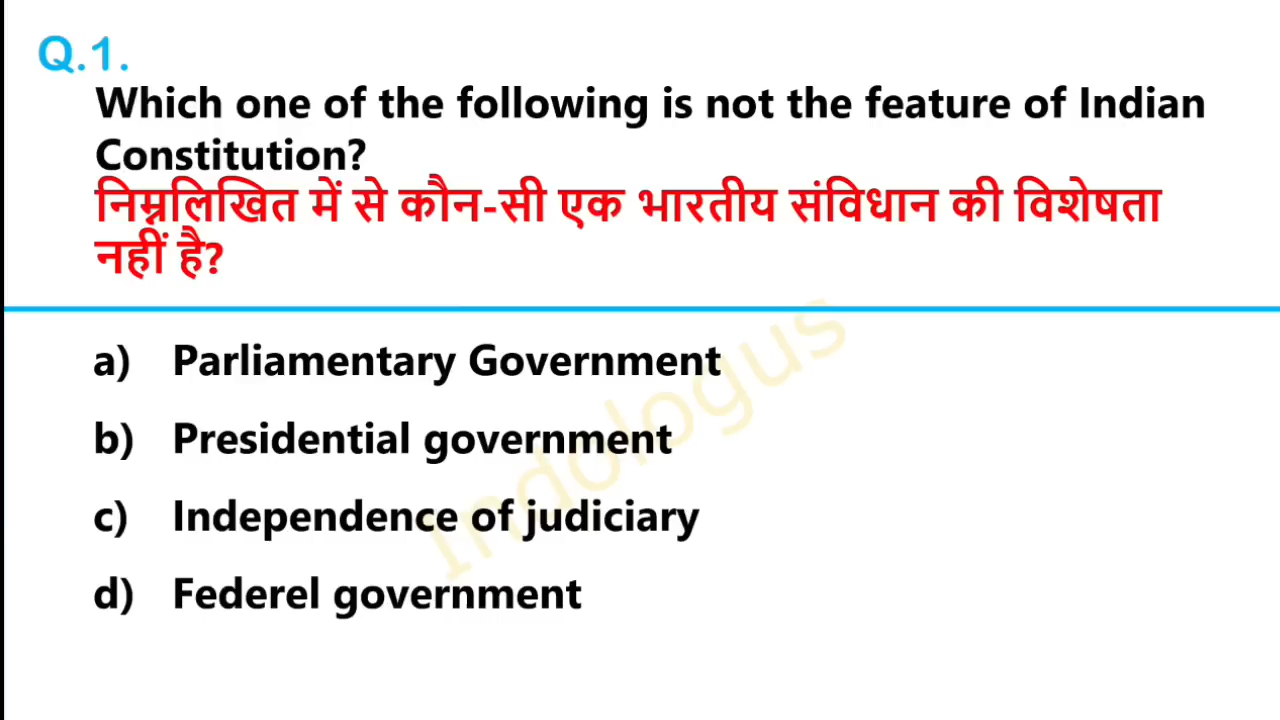 Q.1.
Which one of the following is not the feature of Indian
Constitution?
निम्नलिखित में से कौन-सी एक भारतीय संविधान की विशेषता
नहीं है?
a) Parliamentary Government
b) Presidential government
c) Independence of judiciary
d) Federel government
Indologus